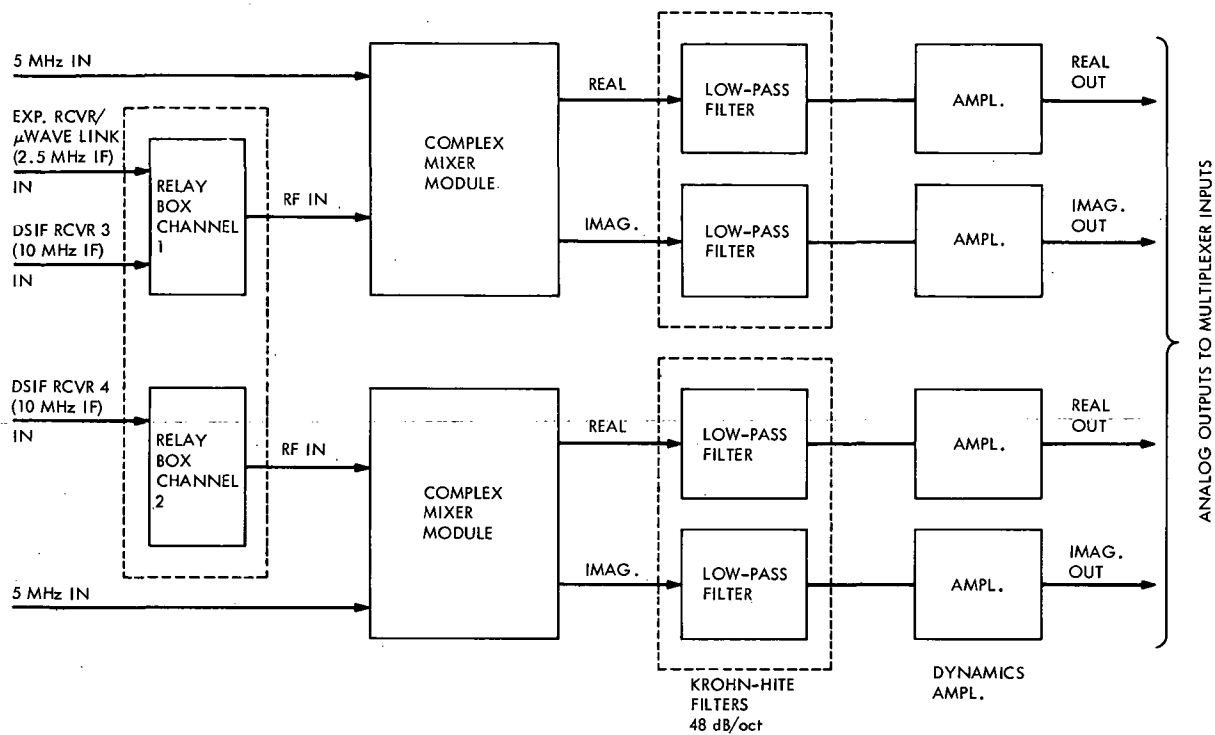 5 MHz IN
EXP. RCVR/
μWAVE LINK
(2.5 MHz IF)
IN
DSIF RCVR 3
(10 MHz IF)
IN
RELAY
BOX
CHANNEL
1
RF IN
COMPLEX
MIXER
MODULE
REAL
IMAG.
LOW-PASS
FILTER
LOW-PASS
FILTER
AMPL.
AMPL.
REAL
OUT
IMAG.
OUT
DSIF RCVR 4
(10 MHz IF)
IN
RELAY
BOX
CHANNEL
2
RF IN
5 MHz IN
COMPLEX
MIXER
MODULE
REAL
IMAG.
LOW-PASS
FILTER
LOW-PASS
FILTER
AMPL.
AMPL.
REAL
OUT
IMAG.
OUT
KROHN-HITE
FILTERS
48 dB/oct
DYNAMICS
AMPL.
ANALOG OUTPUTS TO MULTIPLEXER INPUTS